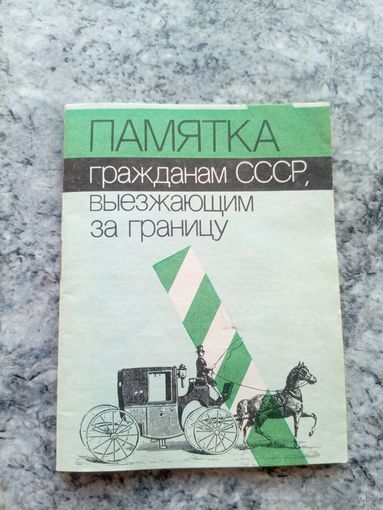 ПАМЯТКА
гражданам СССР,
выезжающим
за границу